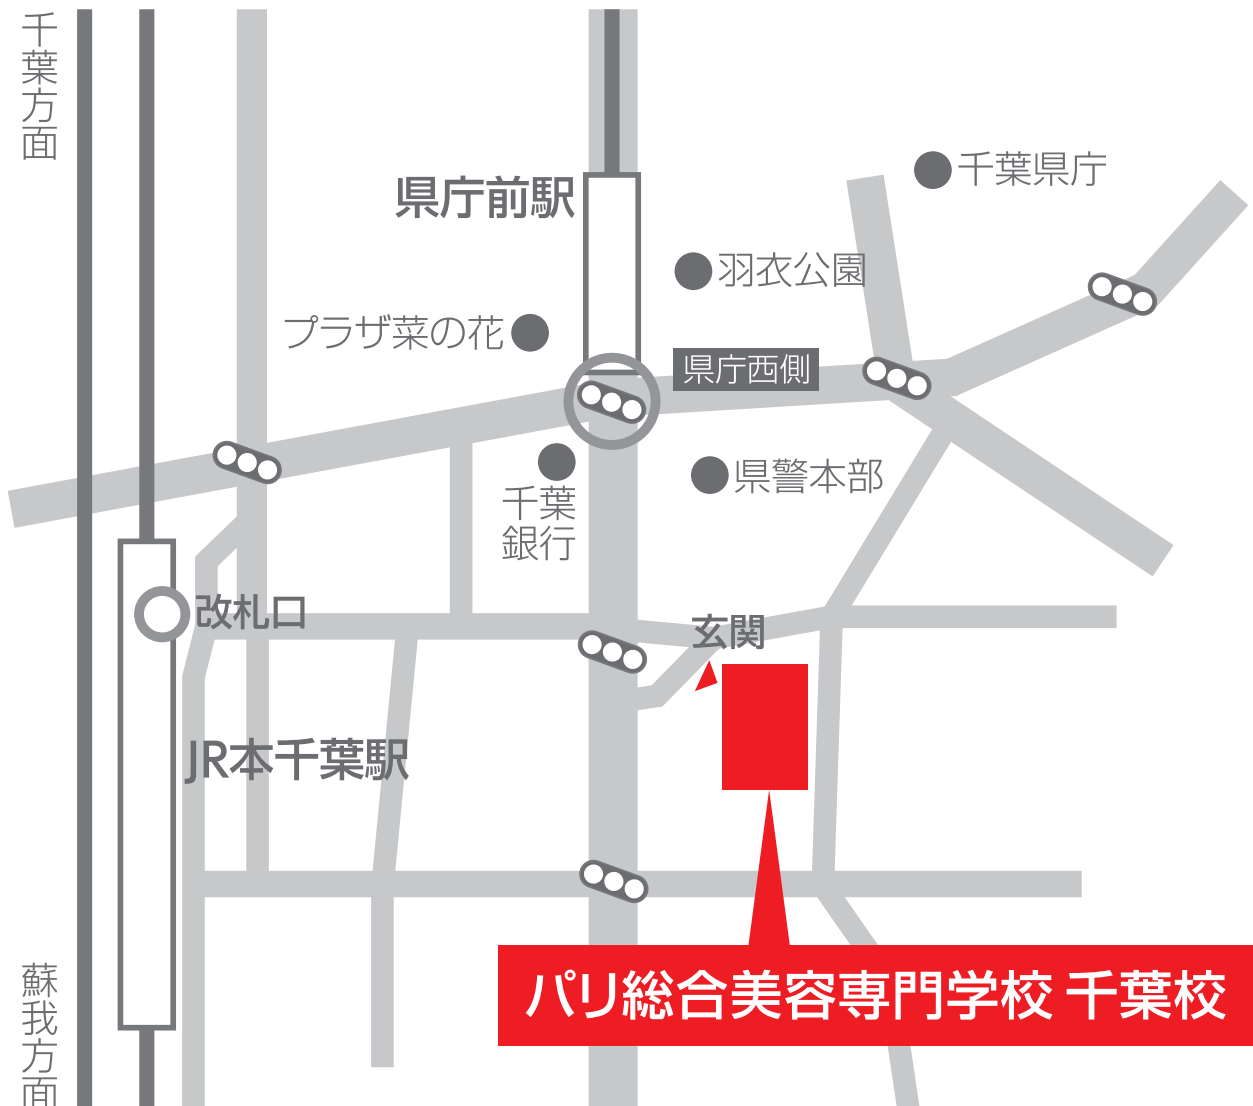 千葉方面
千葉県庁
県庁前駅
羽衣公園
プラザ菜の花
県庁西側
千葉
銀行
県警本部
改札口
玄関
JR本千葉駅
蘇我方面
パリ総合美容専門学校 千葉校